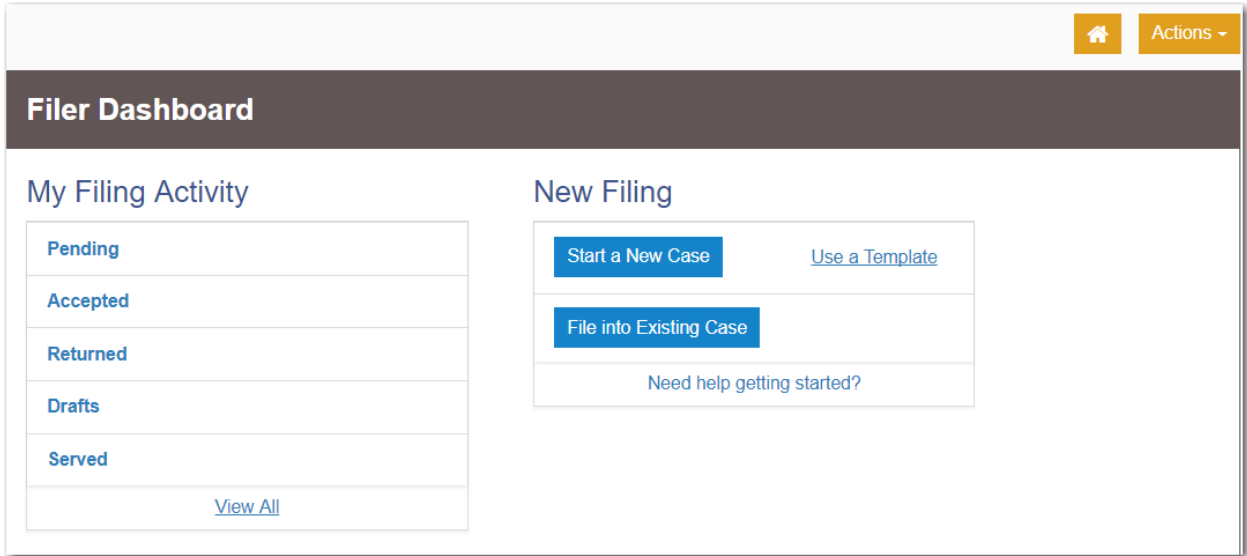 Actions
Filer Dashboard
My Filing Activity
Pending
Accepted
Returned
Drafts
Served
View All
New Filing
Start a New Case
Use a Template
File into Existing Case
Need help getting started?